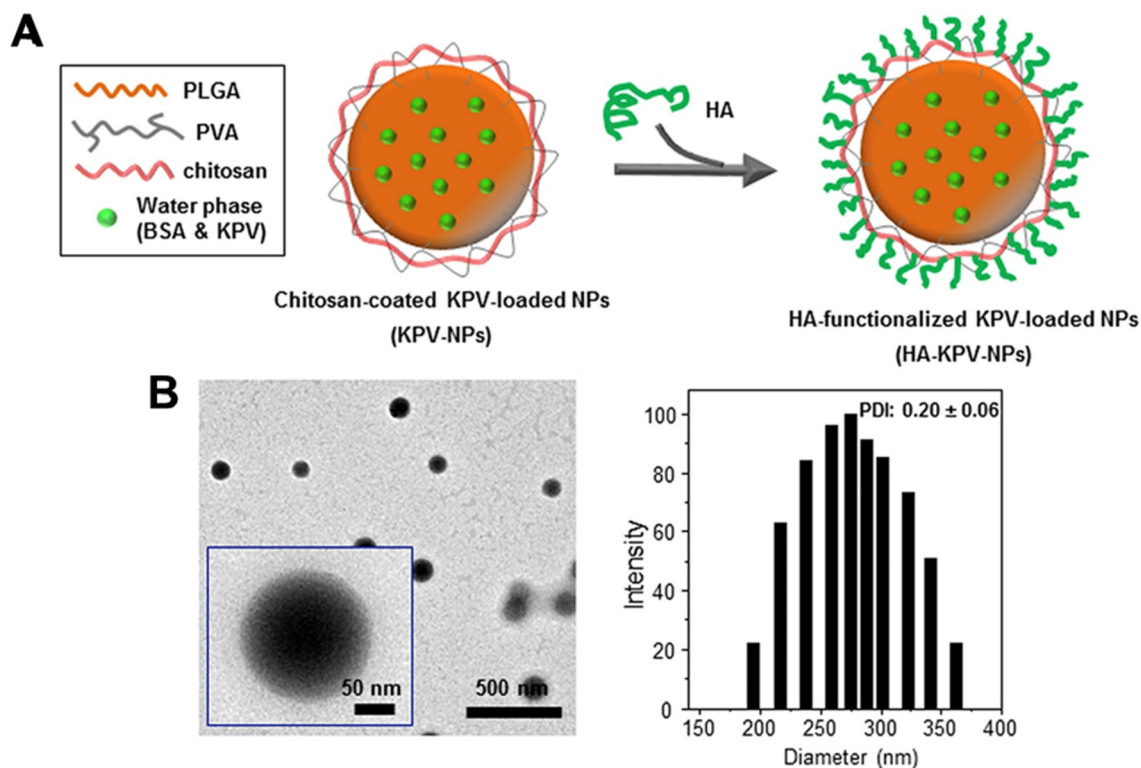 A
PLGA
PVA
chitosan
Water phase
(BSA & KPV)
HA
Chitosan-coated KPV-loaded NPs
(KPV-NPs)
HA-functionalized KPV-loaded NPs
(HA-KPV-NPs)
B
50 nm
500 nm
PDI: 0.20 ± 0.06
100
80
60
40
20
0
Intensity
150 200 250 300 350 400
Diameter (nm)